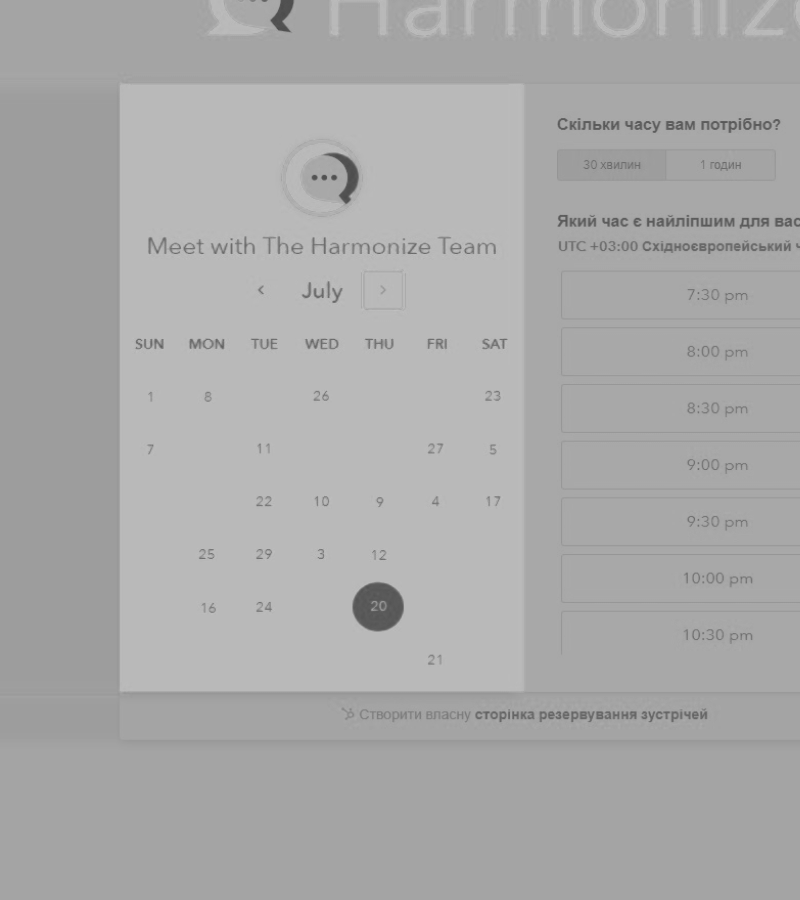 Harmonize
Meet with The Harmonize Team
July
SUN MON TUE WED THU FRI SAT
1 8 26 23
7 11 27 5
22 10 9 4 17
25 29 3 12
16 24 20
21
Скільки часу вам потрібно?
30 хвилин 1 годин
Який час є найліпшим для вас
UTC +03:00 Східноєвропейський ч
7:30 pm
8:00 pm
8:30 pm
9:00 pm
9:30 pm
10:00 pm
10:30 pm
Створити власну сторінка резервування зустрічей